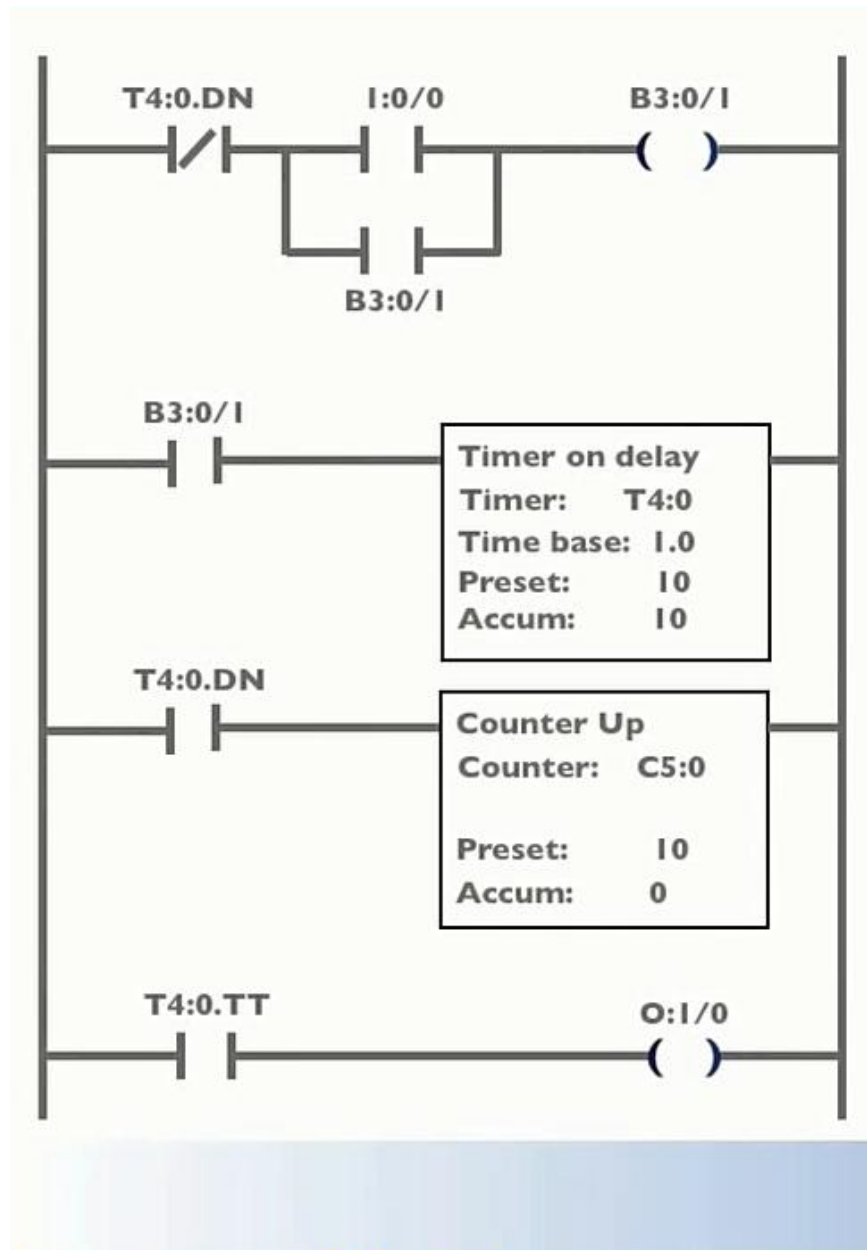 T4:0.DN I:0/0 B3:0/1
B3:0/1
B3:0/1
Timer on delay
Timer: T4:0
Time base: 1.0
Preset: 10
Accum: 10
T4:0.DN
Counter Up
Counter: C5:0
Preset: 10
Accum: 0
T4:0.TT O:1/0